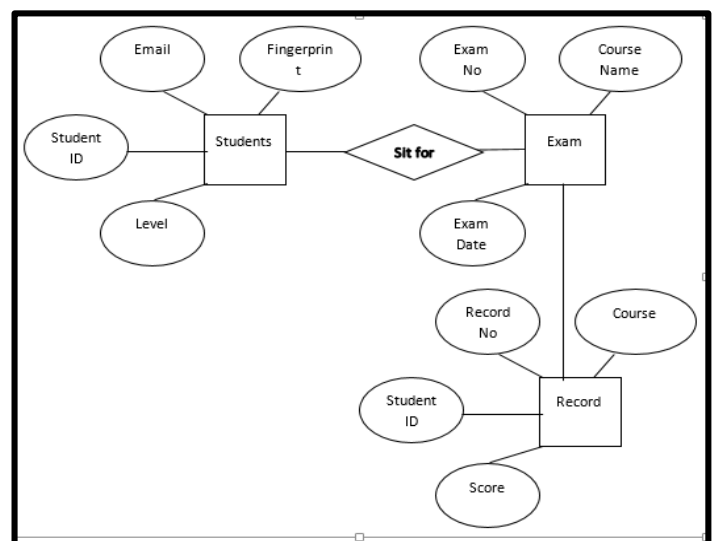 Email
Fingerprin
t
Exam
No
Course
Name
Student
ID
Students
Sit for
Exam
Level
Exam
Date
Record
No
Course
Student
ID
Record
Score